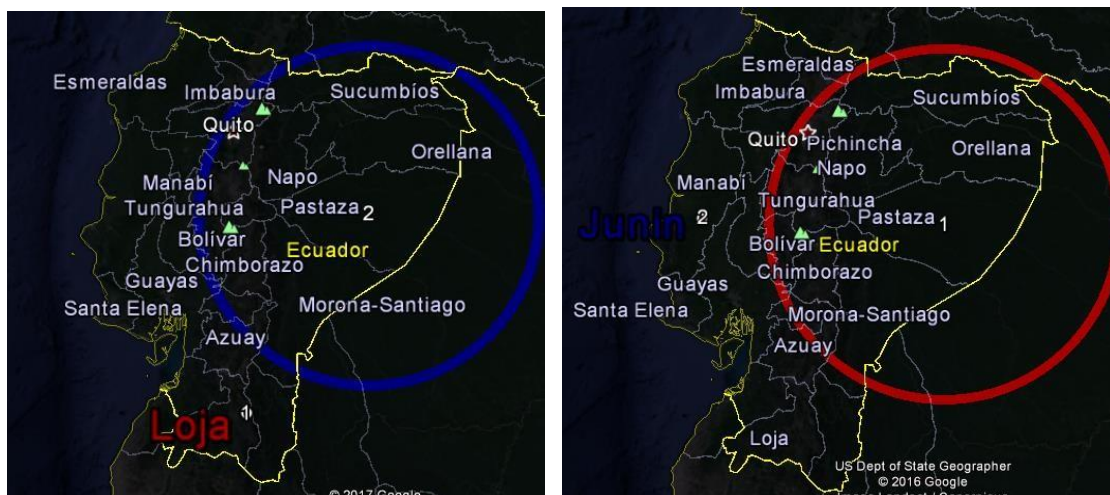 Esmeraldas
Imbabura
Sucumbíos
Quito
Orellana
Manabí
Napo
Tungurahua
Pastaza 2
Bolívar
Ecuador
Chimborazo
Guayas
Santa Elena
Morona-Santiago
Azuay
Loja
1
© 2017 Google
Esmeraldas
Imbabura
Sucumbíos
Quito
Pichincha
Orellana
Napo
Manabí
Tungurahua
Junín
2
Pastaza 1
Bolívar
Ecuador
Chimborazo
Guayas
Santa Elena
Morona-Santiago
Azuay
Loja
US Dept of State Geographer
© 2016 Google